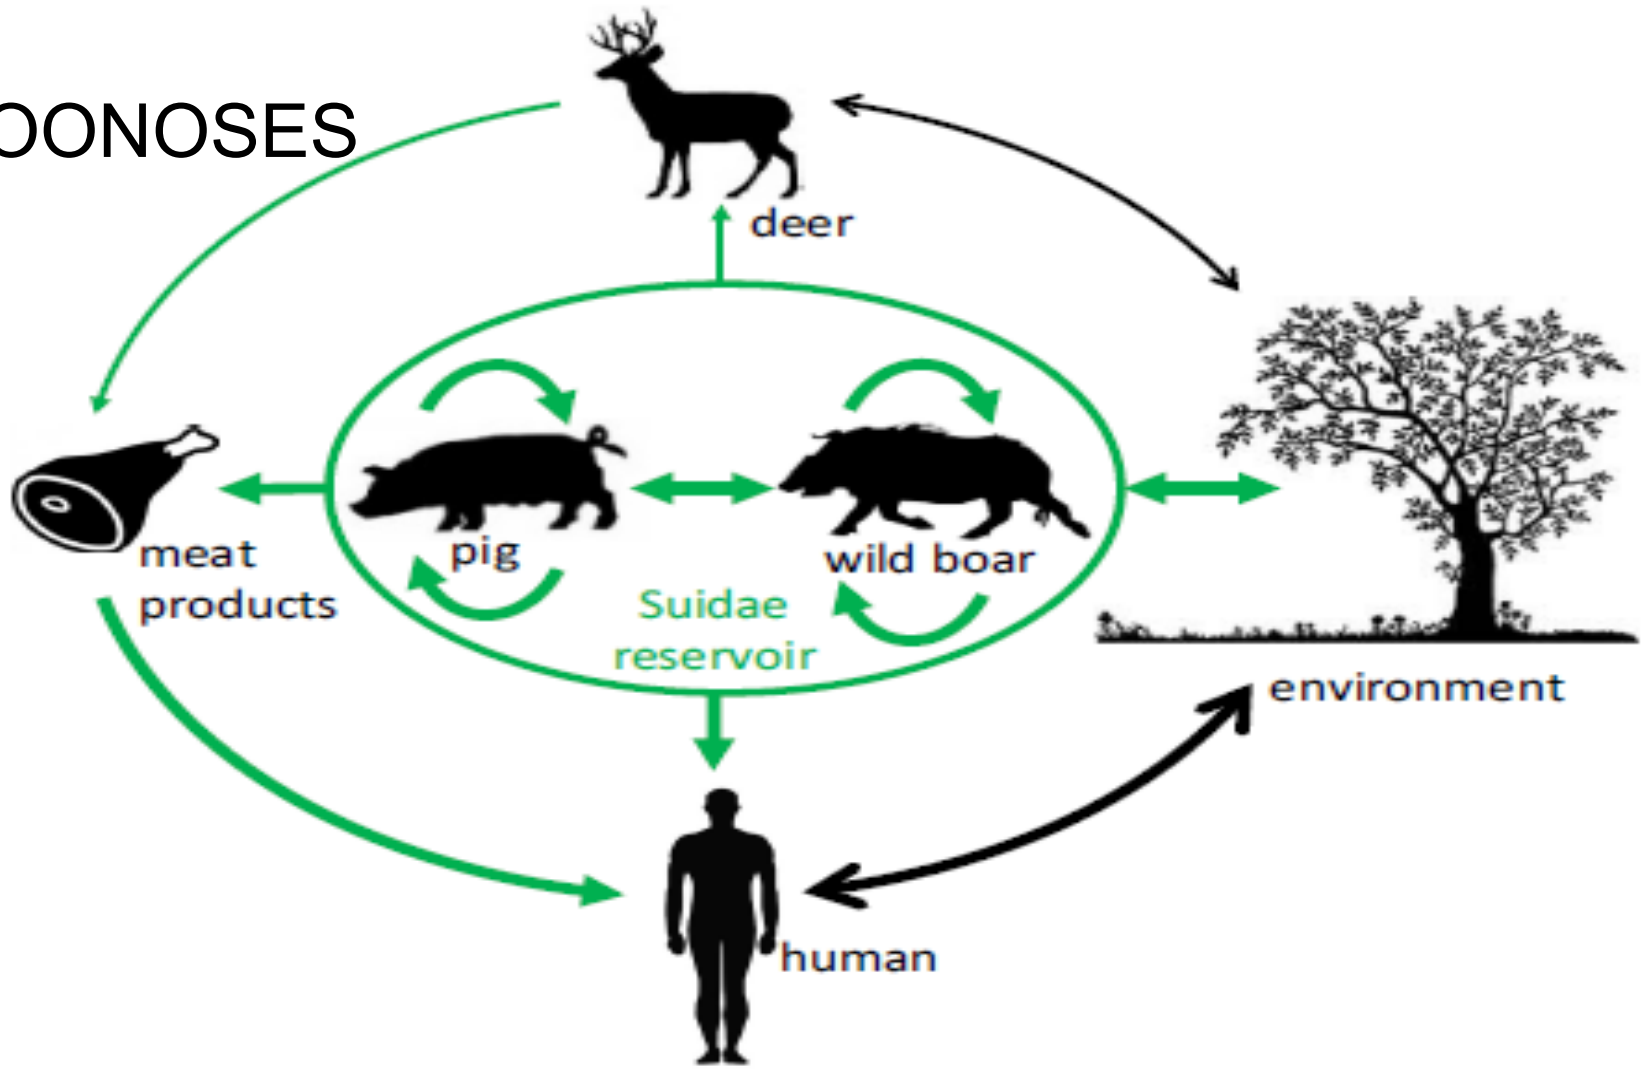 OONOSES
deer
meat
products
pig
wild boar
Suidae
reservoir
environment
human